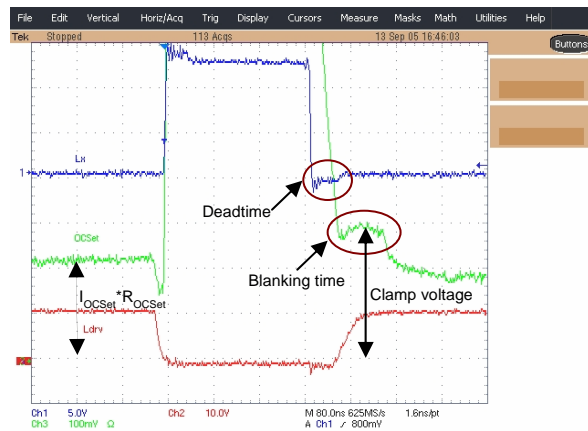 File Edit Vertical Horiz/Acq Trig Display Cursors Measure Masks Math Utilities Help
Tek Stopped 113 Acqs 13 Sep 05 16:46:03 Buttons
Lx
1
Deadtime
OCSet
Blanking time
Clamp voltage
I_OCSet*R_OCSet
Ldrv
Ch1 5.0V Ch2 10.0V M 80.0ns 625MS/s 1.6ns/pt
Ch3 100mV Ω A Ch1 ∕ 800mV